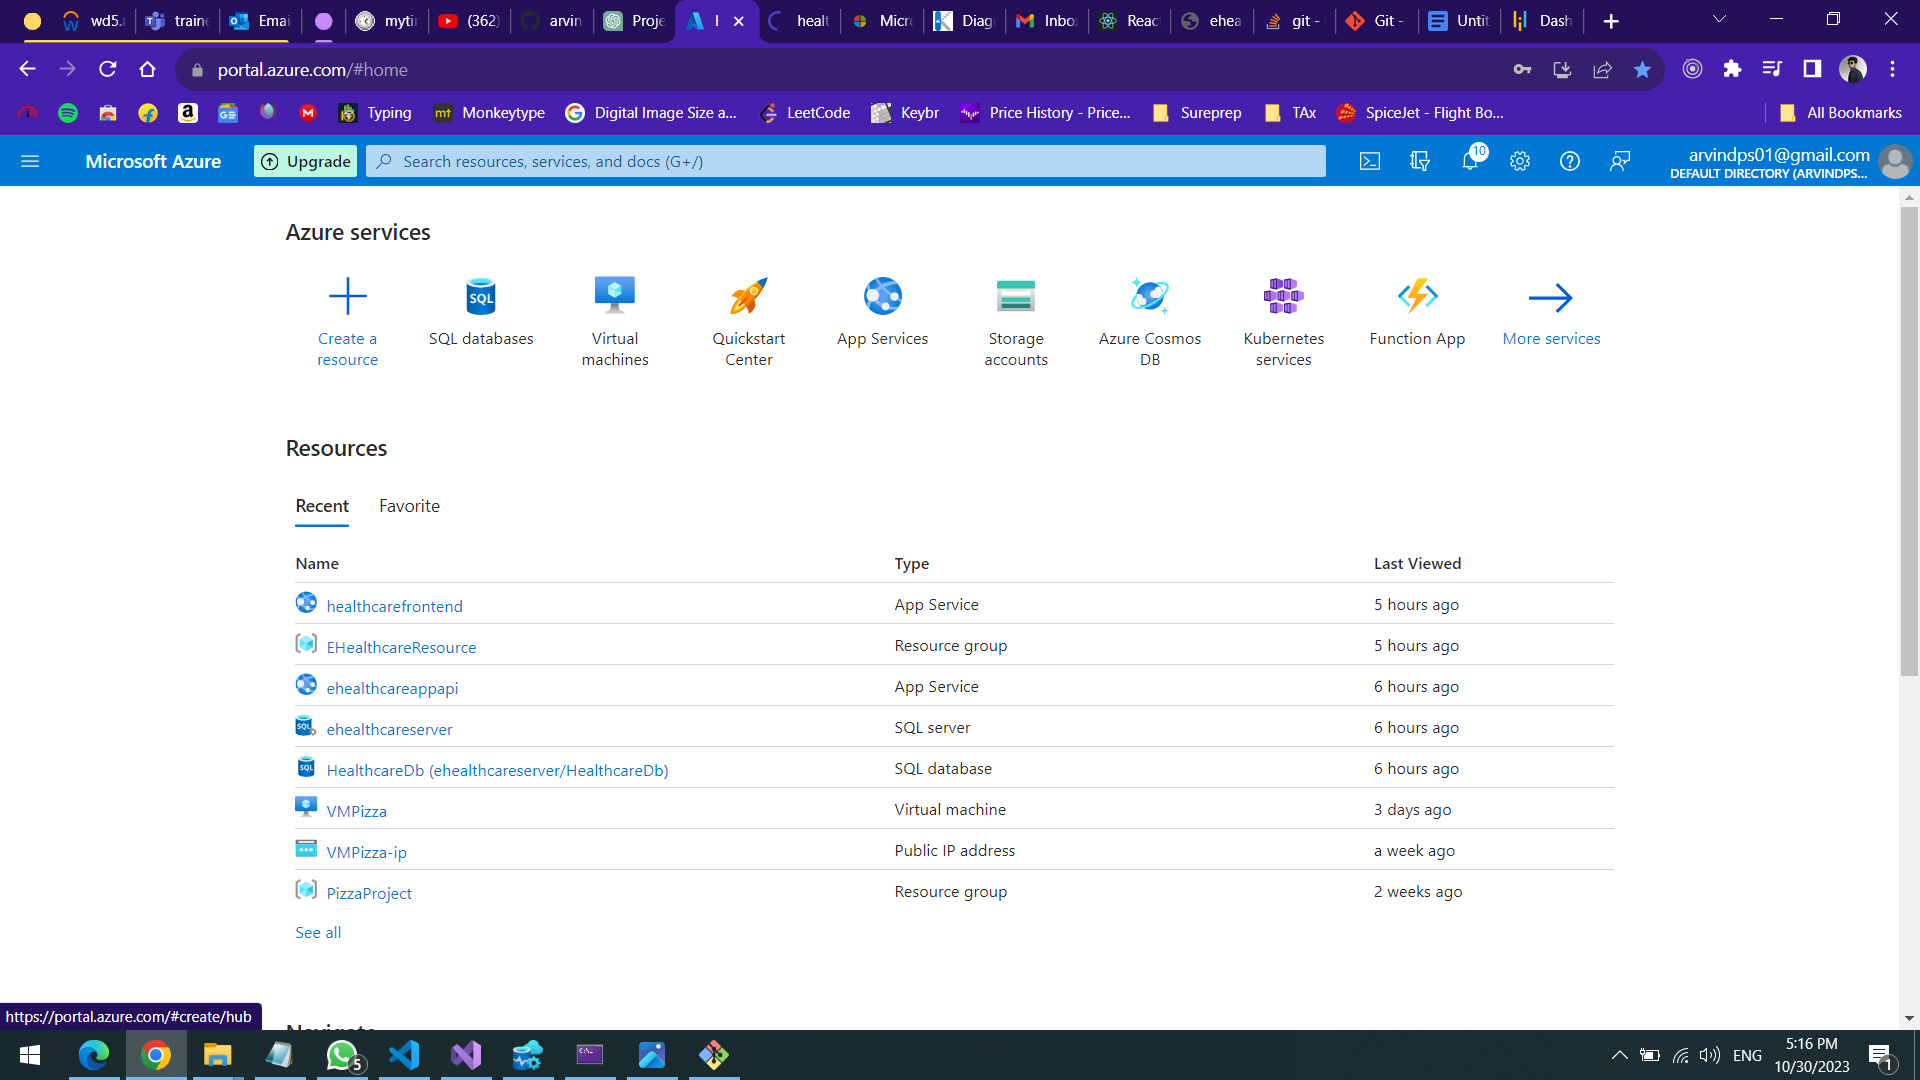 wd5.r
traine
Emai
mytir
(362)
arvin
Proje
healt
Micro
Diagr
Inbox
Reac
ehea
git -
Git -
Untit
Dash
portal.azure.com/#home
Typing
mt Monkeytype
Digital Image Size a...
LeetCode
Keybr
Price History - Price...
Sureprep
TAx
SpiceJet - Flight Bo...
All Bookmarks
Microsoft Azure
Upgrade
Search resources, services, and docs (G+/)
10
arvindps01@gmail.com
DEFAULT DIRECTORY (ARVINDPS...
Azure services
Create a
resource
SQL
SQL databases
Virtual
machines
Quickstart
Center
App Services
Storage
accounts
Azure Cosmos
DB
Kubernetes
services
Function App
More services
Resources
Recent
Favorite
Name Type Last Viewed
healthcarefrontend App Service 5 hours ago
EHealthcareResource Resource group 5 hours ago
ehealthcareappapi App Service 6 hours ago
ehealthcareserver SQL server 6 hours ago
HealthcareDb (ehealthcareserver/HealthcareDb) SQL database 6 hours ago
VMPizza Virtual machine 3 days ago
VMPizza-ip Public IP address a week ago
PizzaProject Resource group 2 weeks ago
See all
Navigate
https://portal.azure.com/#create/hub
5
ENG
5:16 PM
10/30/2023
1